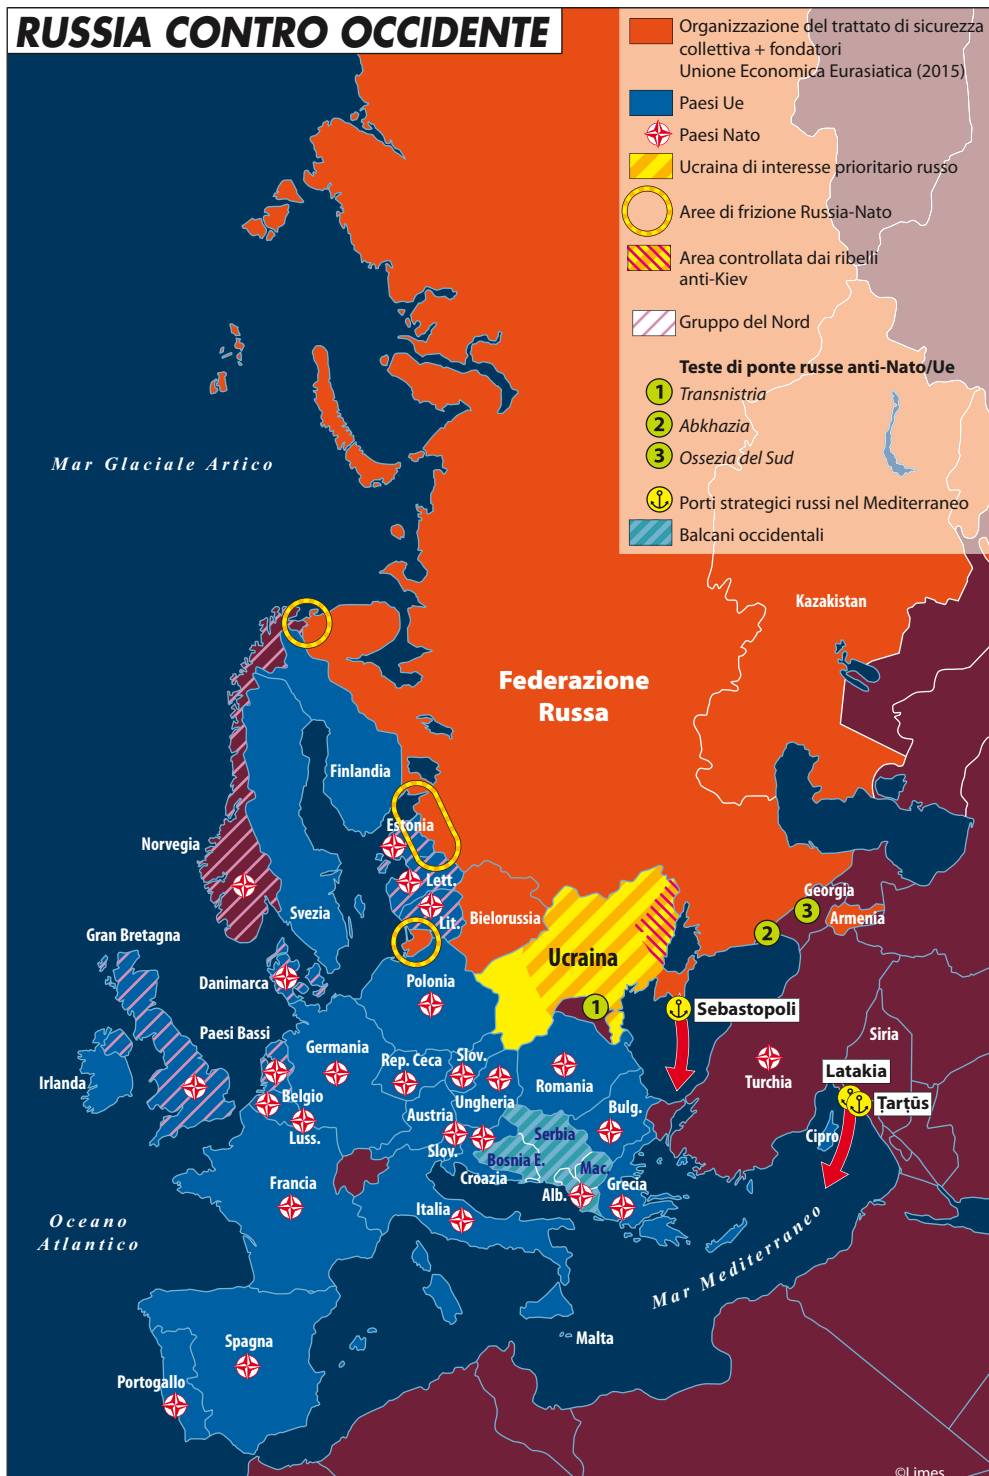 RUSSIA CONTRO OCCIDENTE
Organizzazione del trattato di sicurezza
collettiva + fondatori
Unione Economica Eurasiatica (2015)
Paesi Ue
Paesi Nato
Ucraina di interesse prioritario russo
Aree di frizione Russia-Nato
Area controllata dai ribelli
anti-Kiev
Gruppo del Nord
Teste di ponte russe anti-Nato/Ue
1 Transnistria
2 Abkhazia
3 Ossezia del Sud
Porti strategici russi nel Mediterraneo
Balcani occidentali
Mar Glaciale Artico
Kazakistan
Federazione
Russa
Finlandia
Estonia
Norvegia
Lett.
Georgia
3
Svezia
Lit.
Bielorussia
Armenia
2
Gran Bretagna
Ucraina
Danimarca
Polonia
1
Sebastopoli
Paesi Bassi
Germania
Rep. Ceca
Slov.
Siria
Irlanda
Romania
Turchia
Latakia
Belgio
Ungheria
Ţarţūs
Luss.
Austria
Bulg.
Slov.
Serbia
Cipro
Bosnia E.
Mac.
Croazia
Francia
Alb.
Grecia
Italia
Oceano
Atlantico
Mar Mediterraneo
Malta
Spagna
Portogallo
©Limes